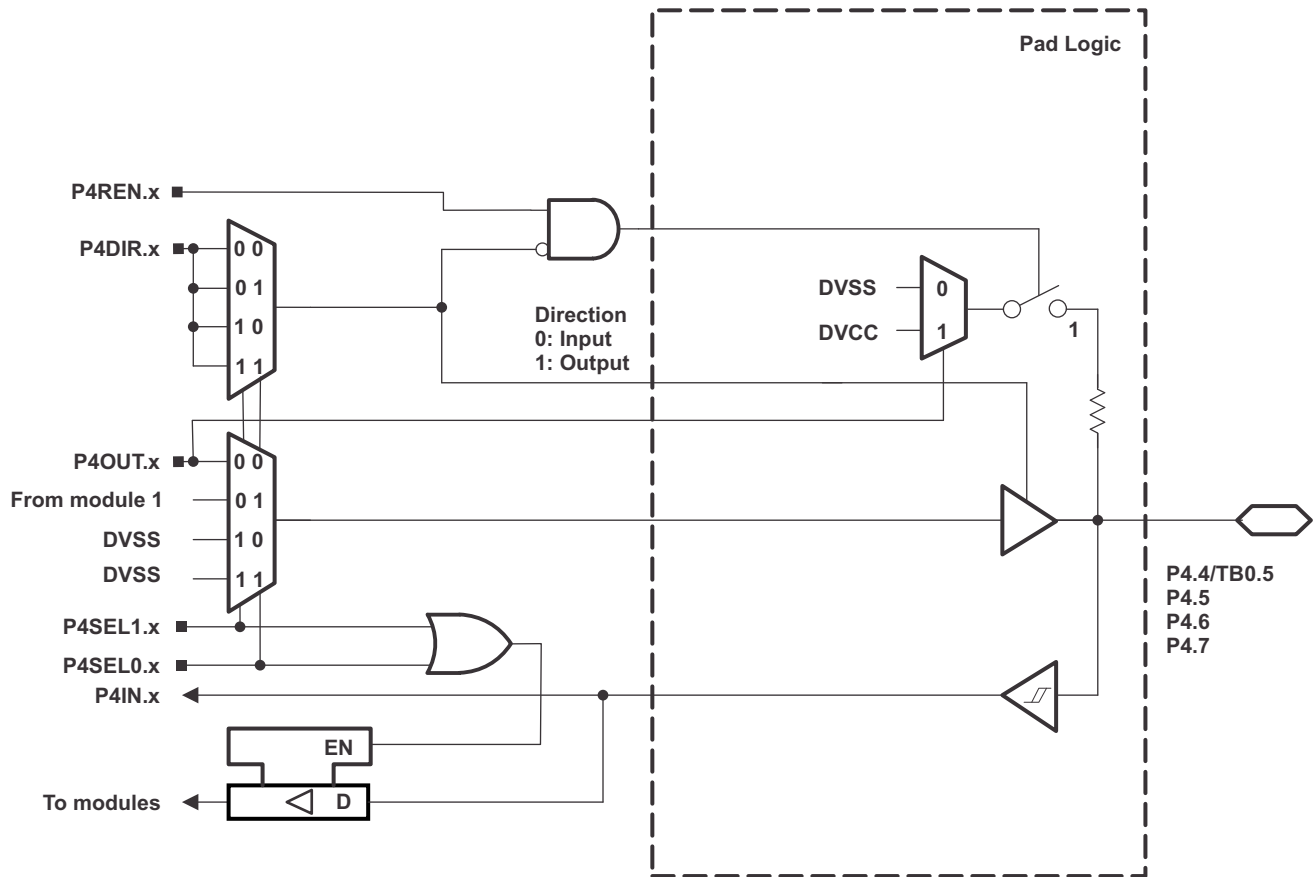 Pad Logic
P4REN.x
P4DIR.x
0 0
0 1
1 0
1 1
Direction
0: Input
1: Output
DVSS
0
DVCC
1
1
P4OUT.x
0 0
From module 1
0 1
DVSS
1 0
DVSS
1 1
P4.4/TB0.5
P4.5
P4.6
P4.7
P4SEL1.x
P4SEL0.x
P4IN.x
EN
To modules
D